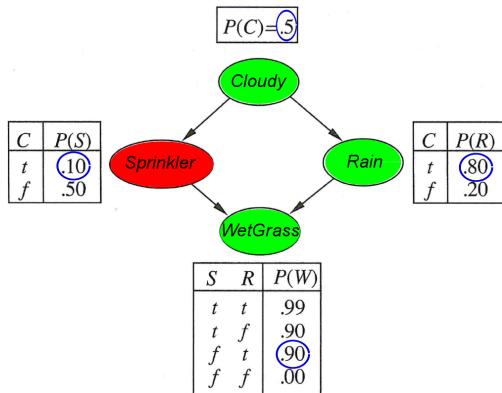 P(C)=.5
Cloudy
C P(S)
t .10
f .50
Sprinkler
Rain
C P(R)
t .80
f .20
WetGrass
S R P(W)
t t .99
t f .90
f t .90
f f .00